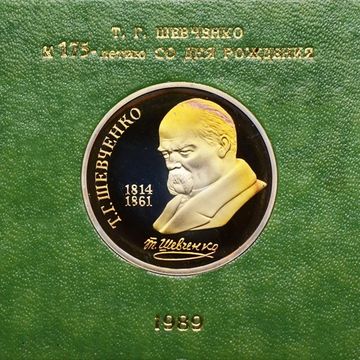 Т. Г. ШЕВЧЕНКО
К 175-летию СО ДНЯ РОЖДЕНИЯ
Т.Г.ШЕВЧЕНКО
1814
1861
Т. Шевченко
1989